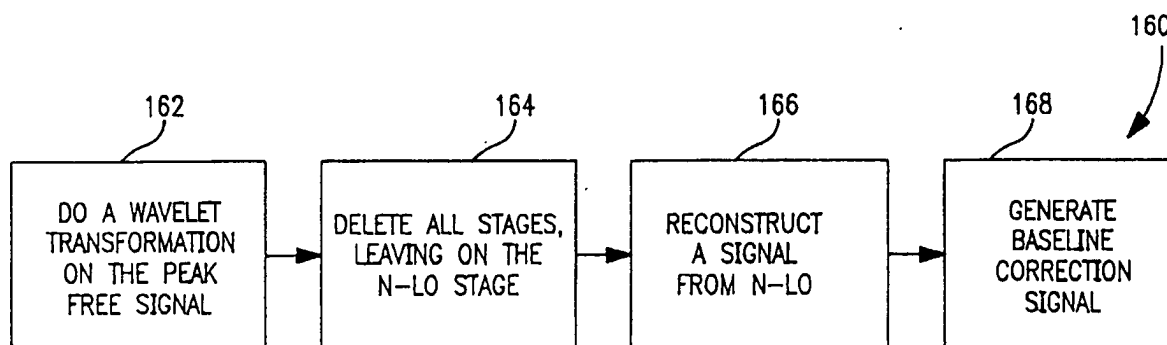 160
162
164
166
168
DO A WAVELET
TRANSFORMATION
ON THE PEAK
FREE SIGNAL
DELETE ALL STAGES,
LEAVING ON THE
N-LO STAGE
RECONSTRUCT
A SIGNAL
FROM N-LO
GENERATE
BASELINE
CORRECTION
SIGNAL